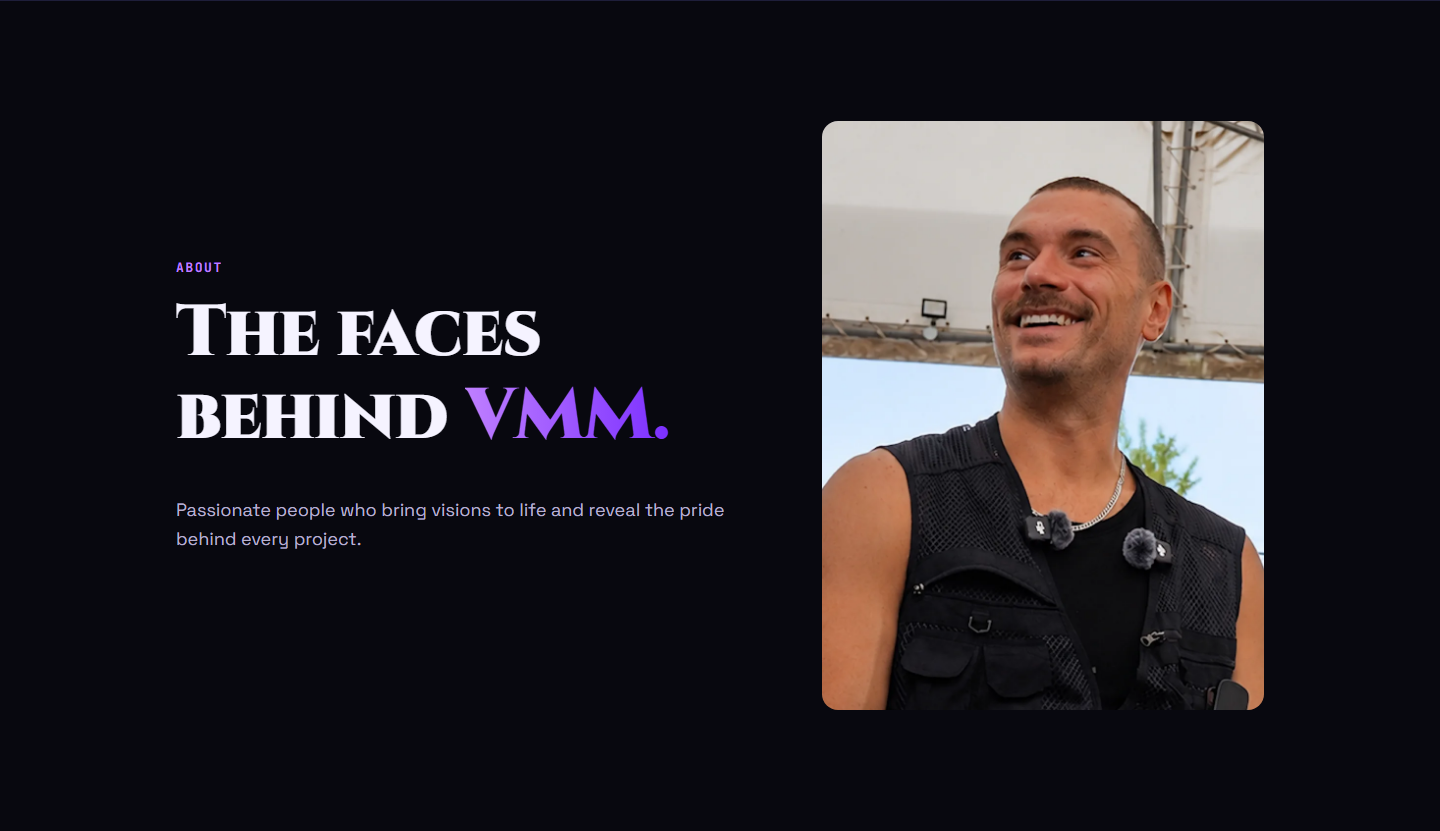 ABOUT
The faces
behind VMM.
Passionate people who bring visions to life and reveal the pride
behind every project.